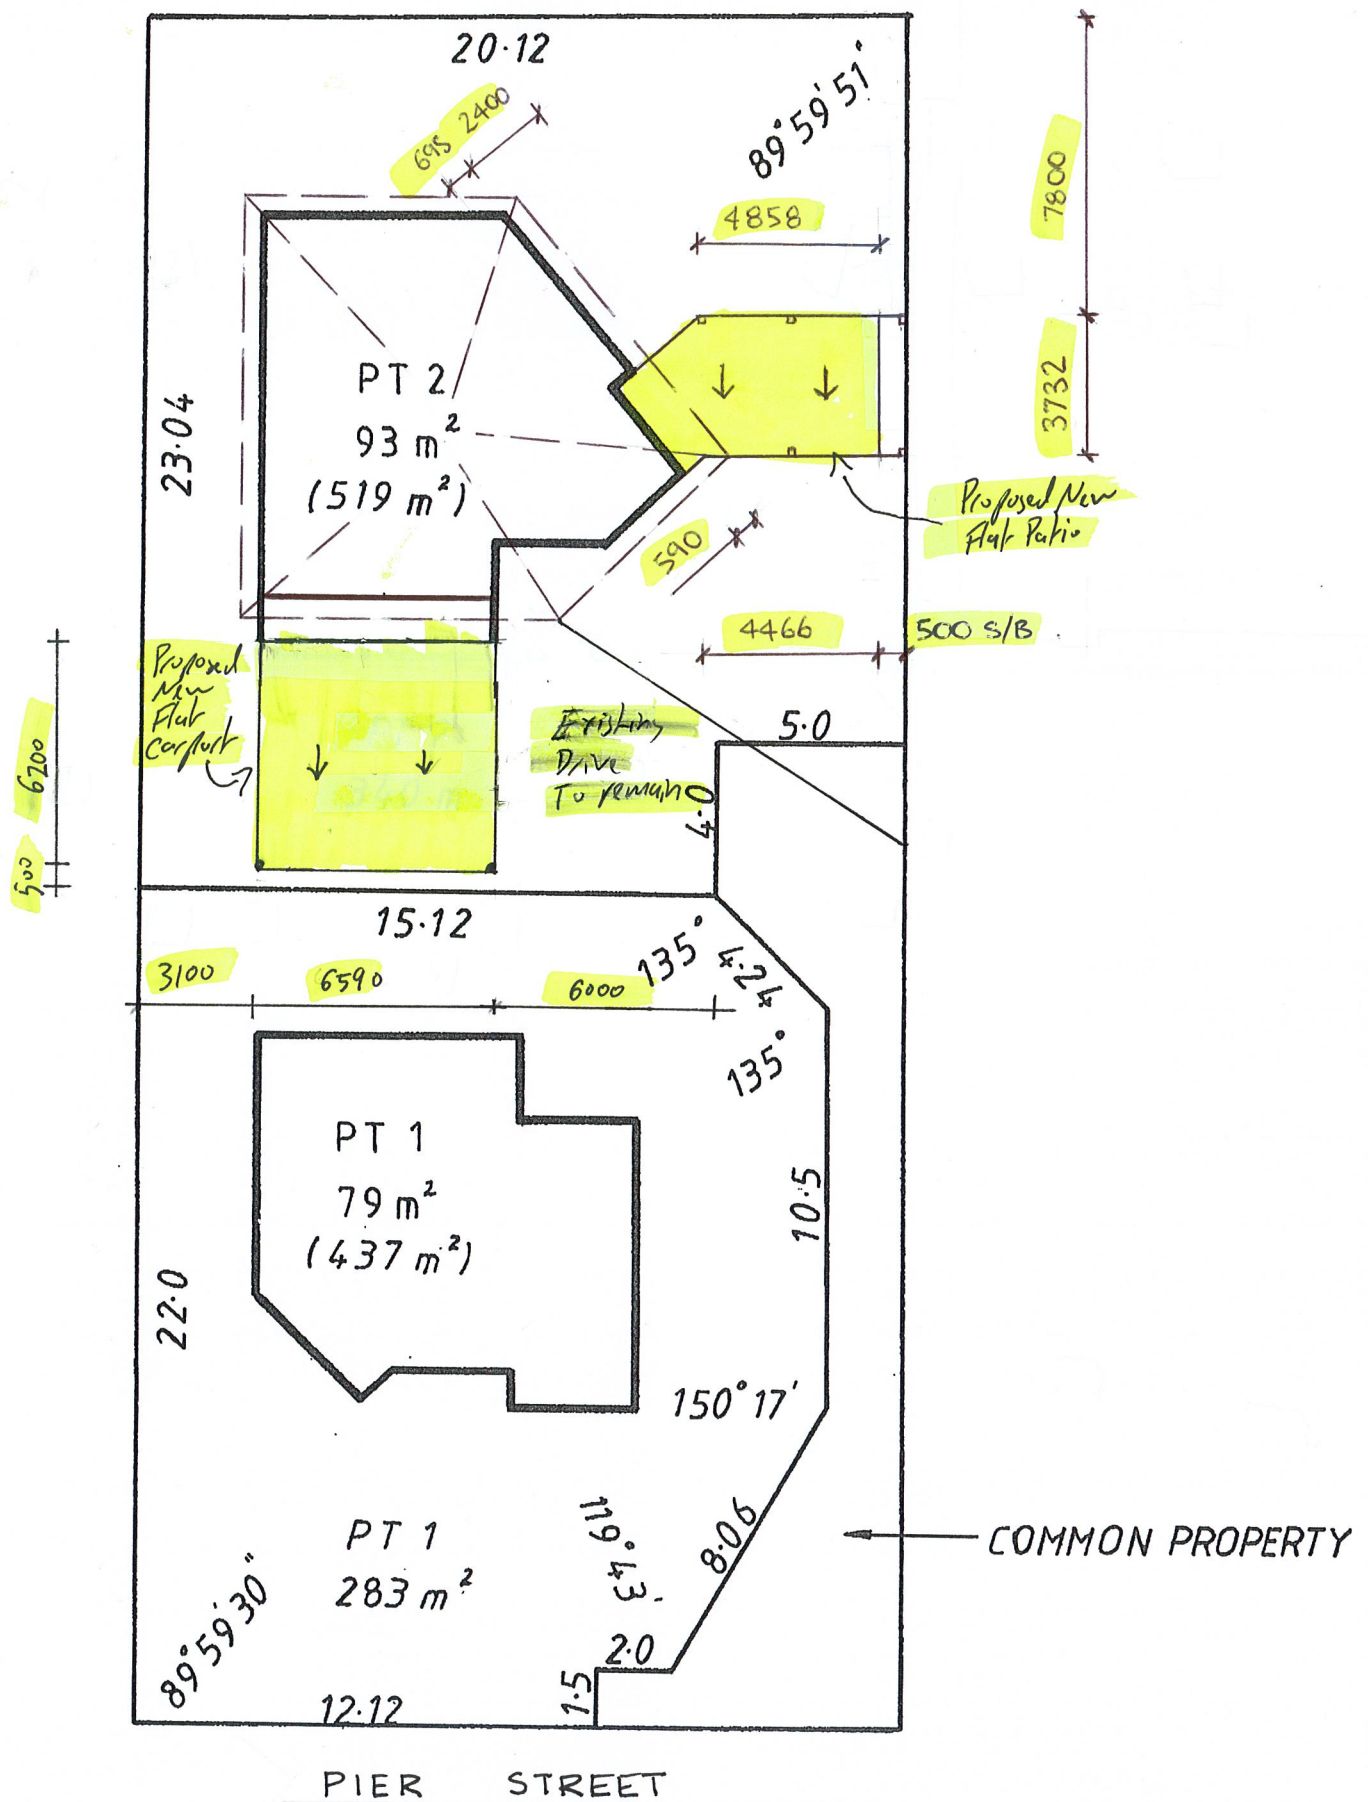 20·12
89°59'51"
695 2400
4858
7800
PT 2
93 m²
(519 m²)
23·04
3732
Proposed New
Flat Patio
590
4466
500 S/B
Proposed
New
Flat
Carport
Existing
Drive
To remain
5·0
4·0
6200
500
15·12
135°
4·24
3100
6590
6000
135°
PT 1
79 m²
(437 m²)
10·5
22·0
150°17'
PT 1
283 m²
119°43'
8·06
COMMON PROPERTY
89°59'30"
2·0
1·5
12·12
PIER STREET